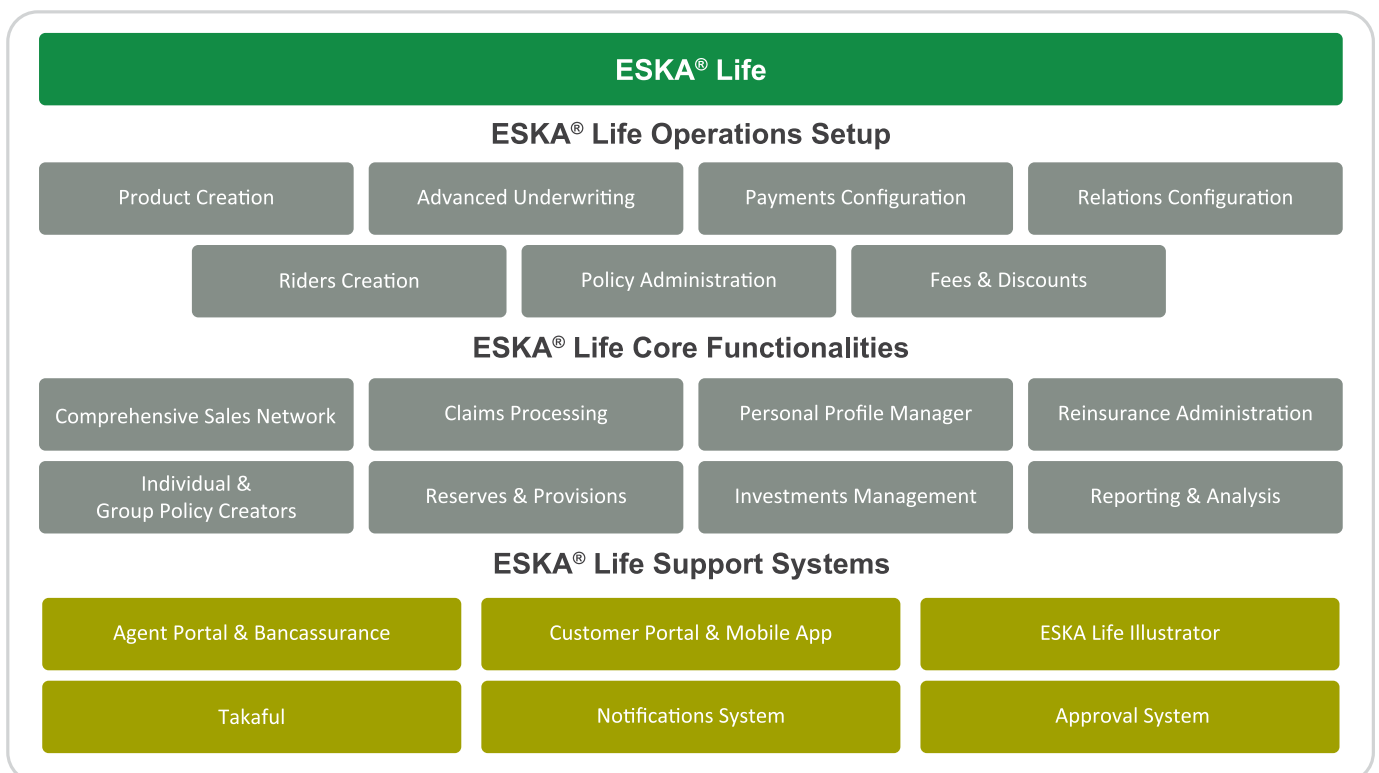 ESKA® Life
ESKA® Life Operations Setup
Product Creation
Advanced Underwriting
Payments Configuration
Relations Configuration
Riders Creation
Policy Administration
Fees & Discounts
ESKA® Life Core Functionalities
Comprehensive Sales Network
Claims Processing
Personal Profile Manager
Reinsurance Administration
Individual &
Group Policy Creators
Reserves & Provisions
Investments Management
Reporting & Analysis
ESKA® Life Support Systems
Agent Portal & Bancassurance
Customer Portal & Mobile App
ESKA Life Illustrator
Takaful
Notifications System
Approval System